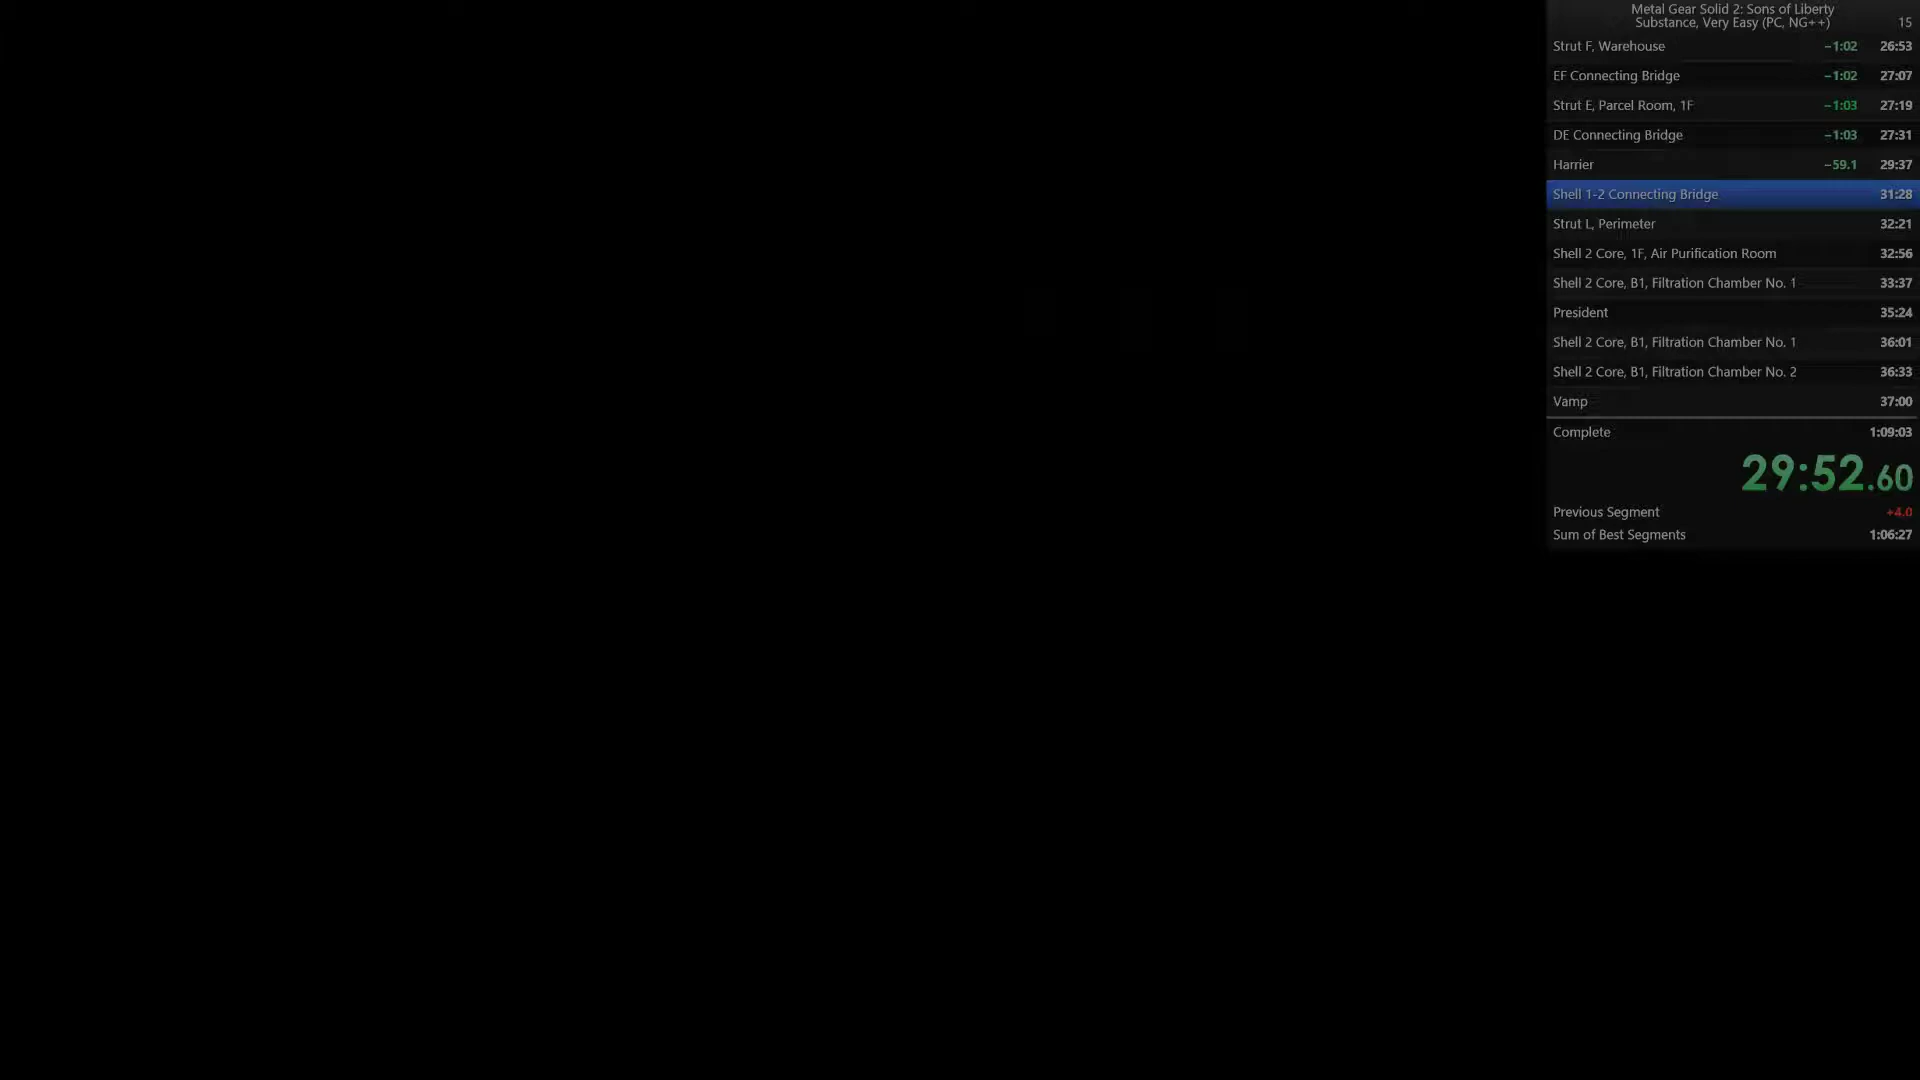 Metal Gear Solid 2: Sons of Liberty
Substance, Very Easy (PC, NG++) 15
Strut F, Warehouse −1:02 26:53
EF Connecting Bridge −1:02 27:07
Strut E, Parcel Room, 1F −1:03 27:19
DE Connecting Bridge −1:03 27:31
Harrier −59.1 29:37
Shell 1-2 Connecting Bridge 31:28
Strut L, Perimeter 32:21
Shell 2 Core, 1F, Air Purification Room 32:56
Shell 2 Core, B1, Filtration Chamber No. 1 33:37
President 35:24
Shell 2 Core, B1, Filtration Chamber No. 1 36:01
Shell 2 Core, B1, Filtration Chamber No. 2 36:33
Vamp 37:00
Complete 1:09:03
29:52.60
Previous Segment +4.0
Sum of Best Segments 1:06:27